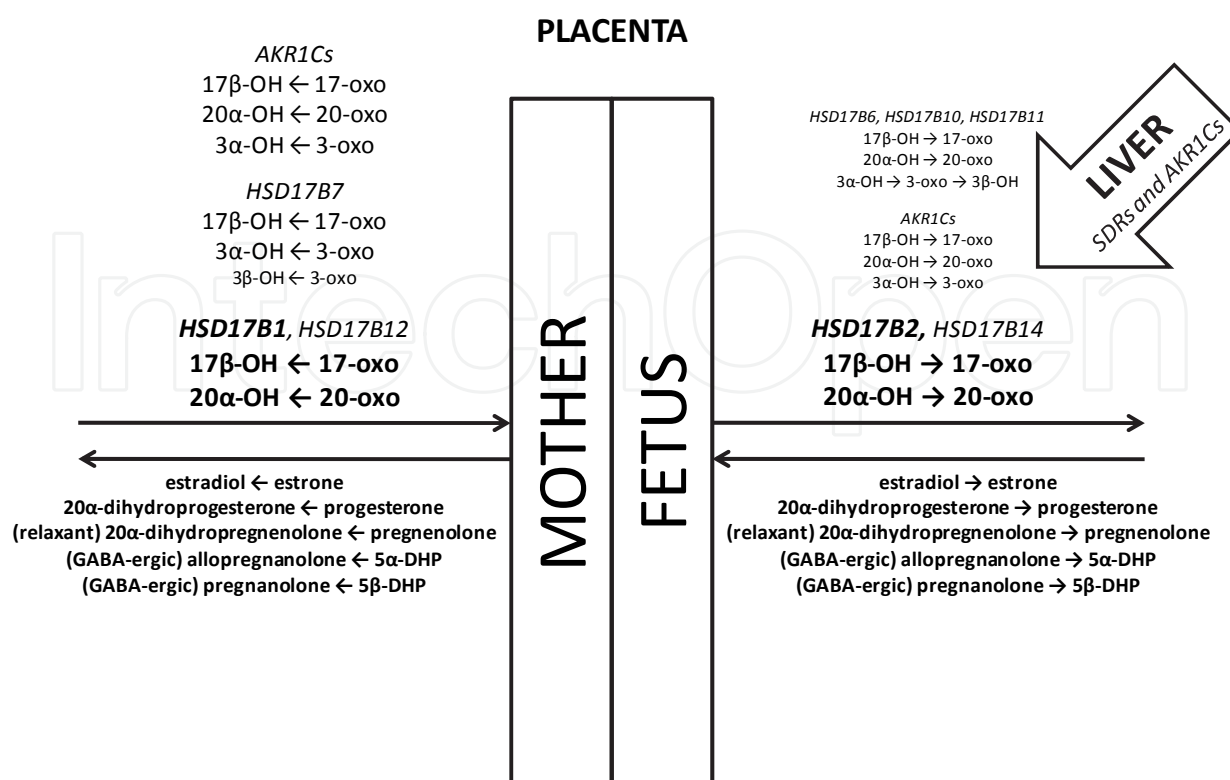 PLACENTA
AKR1Cs
17β-OH ← 17-oxo
20α-OH ← 20-oxo
3α-OH ← 3-oxo
HSD17B7
17β-OH ← 17-oxo
3α-OH ← 3-oxo
3β-OH ← 3-oxo
HSD17B1, HSD17B12
17β-OH ← 17-oxo
20α-OH ← 20-oxo
estradiol ← estrone
20α-dihydroprogesterone ← progesterone
(relaxant) 20α-dihydropregnenolone ← pregnenolone
(GABA-ergic) allopregnanolone ← 5α-DHP
(GABA-ergic) pregnanolone ← 5β-DHP
MOTHER
FETUS
HSD17B6, HSD17B10, HSD17B11
17β-OH → 17-oxo
20α-OH → 20-oxo
3α-OH → 3-oxo → 3β-OH
AKR1Cs
17β-OH → 17-oxo
20α-OH → 20-oxo
3α-OH → 3-oxo
HSD17B2, HSD17B14
17β-OH → 17-oxo
20α-OH → 20-oxo
estradiol → estrone
20α-dihydroprogesterone → progesterone
(relaxant) 20α-dihydropregnenolone → pregnenolone
(GABA-ergic) allopregnanolone → 5α-DHP
(GABA-ergic) pregnanolone → 5β-DHP
LIVER
SDRs and AKR1Cs
IntechOpen